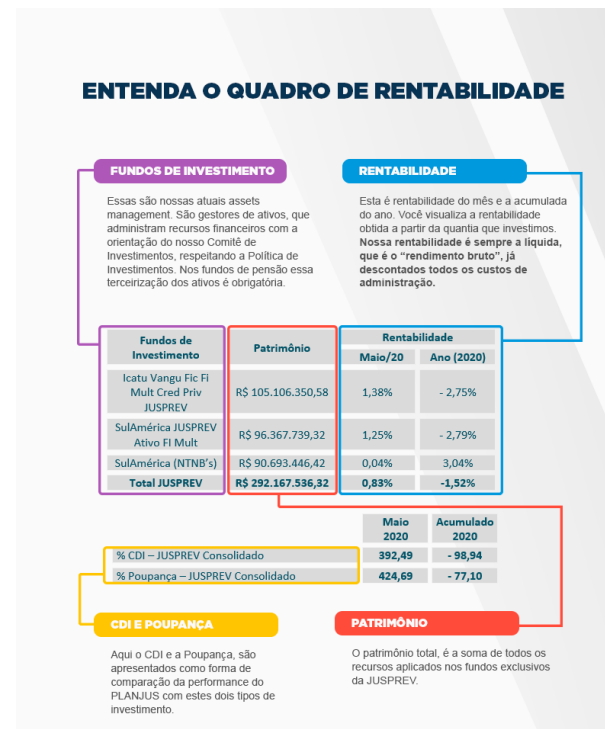 ENTENDA O QUADRO DE RENTABILIDADE
FUNDOS DE INVESTIMENTO
Essas são nossas atuais assets
management. São gestores de ativos, que
administram recursos financeiros com a
orientação do nosso Comitê de
Investimentos, respeitando a Política de
Investimentos. Nos fundos de pensão essa
terceirização dos ativos é obrigatória.
RENTABILIDADE
Esta é rentabilidade do mês e a acumulada
do ano. Você visualiza a rentabilidade
obtida a partir da quantia que investimos.
Nossa rentabilidade é sempre a líquida,
que é o “rendimento bruto”, já
descontados todos os custos de
administração.
Fundos de Investimento Patrimônio Rentabilidade
Maio/20 Ano (2020)
Icatu Vangu Fic Fi
Mult Cred Priv
JUSPREV
R$ 105.106.350,58 1,38% - 2,75%
SulAmérica JUSPREV
Ativo FI Mult
R$ 96.367.739,32 1,25% - 2,79%
SulAmérica (NTNB’s) R$ 90.693.446,42 0,04% 3,04%
Total JUSPREV R$ 292.167.536,32 0,83% -1,52%
Maio
2020
Acumulado
2020
% CDI – JUSPREV Consolidado 392,49 - 98,94
% Poupança – JUSPREV Consolidado 424,69 - 77,10
CDI E POUPANÇA
Aqui o CDI e a Poupança, são
apresentados como forma de
comparação da performance do
PLANJUS com estes dois tipos de
investimento.
PATRIMÔNIO
O patrimônio total, é a soma de todos os
recursos aplicados nos fundos exclusivos
da JUSPREV.